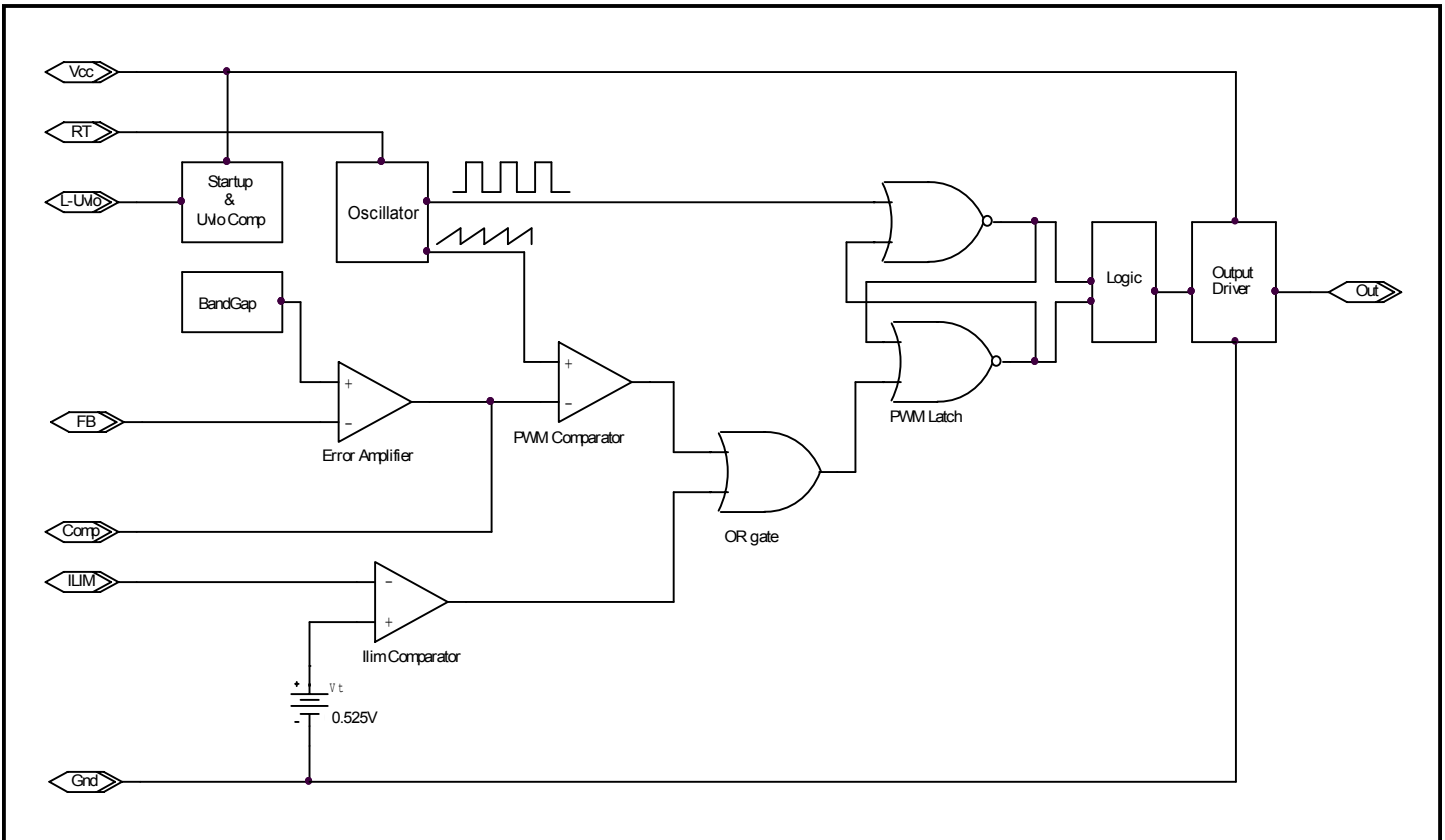 Vcc
RT
L-Uvlo
Startup
&
Uvlo Comp
Oscillator
BandGap
Logic
Output
Driver
Out
+
-
FB
Error Amplifier
+
-
PWM Comparator
PWM Latch
OR gate
Comp
ILIM
-
+
Ilim Comparator
+
Vt
-
0.525V
Gnd